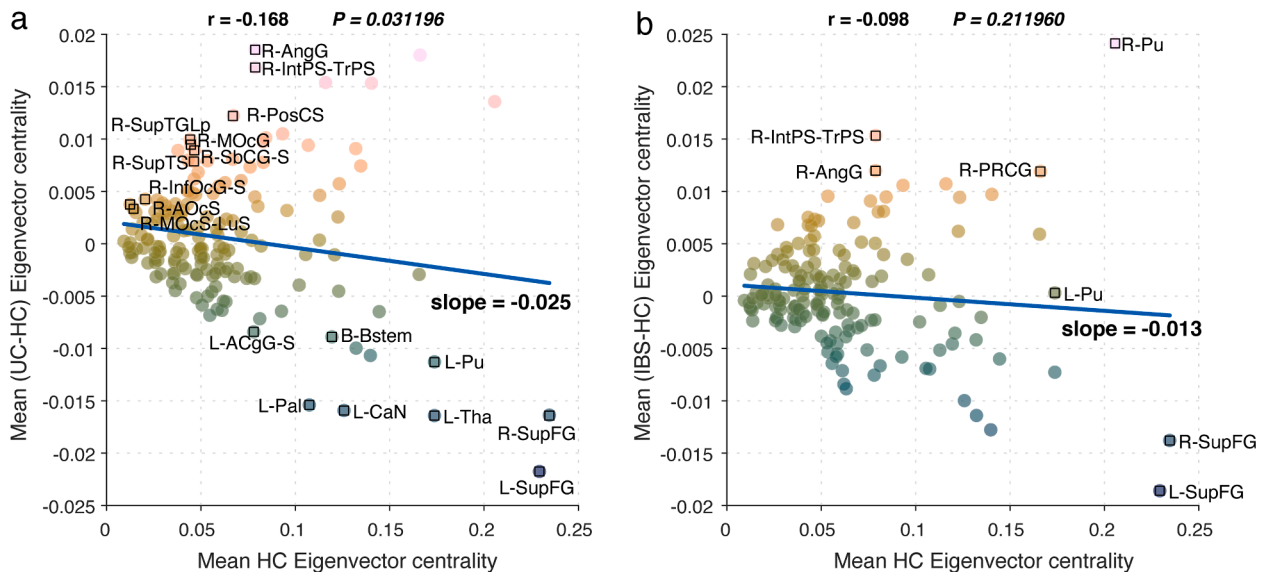 a
r = -0.168 P = 0.031196
0.02
0.015
0.01
0.005
0
-0.005
-0.01
-0.015
-0.02
-0.025
Mean (UC-HC) Eigenvector centrality
R-AngG
R-IntPS-TrPS
R-PosCS
R-SupTGLp
R-MOcG
R-SbCG-S
R-SupTS
R-InfOcG-S
R-AOcS
R-MOcS-LuS
slope = -0.025
L-ACgG-S
B-Bstem
L-Pu
L-Pal
L-CaN
L-Tha
R-SupFG
L-SupFG
0 0.05 0.1 0.15 0.2 0.25
Mean HC Eigenvector centrality
b
r = -0.098 P = 0.211960
0.025
0.02
0.015
0.01
0.005
0
-0.005
-0.01
-0.015
-0.02
Mean (IBS-HC) Eigenvector centrality
R-Pu
R-IntPS-TrPS
R-AngG
R-PRCG
L-Pu
slope = -0.013
R-SupFG
L-SupFG
0 0.05 0.1 0.15 0.2 0.25
Mean HC Eigenvector centrality